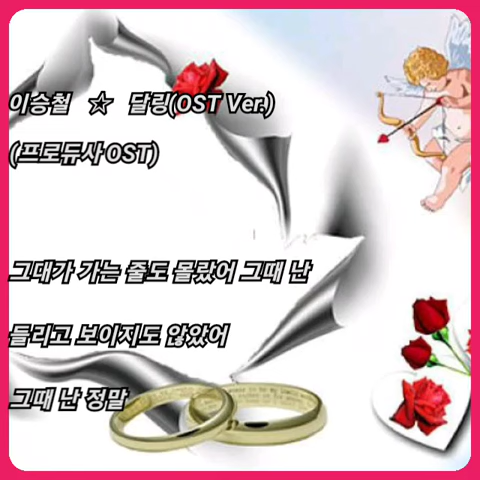 이승철 ☆ 달링(OST Ver.)
(프로듀사 OST)
그대가 가는 줄도 몰랐어 그때 난
들리고 보이지도 않았어
그때 난 정말